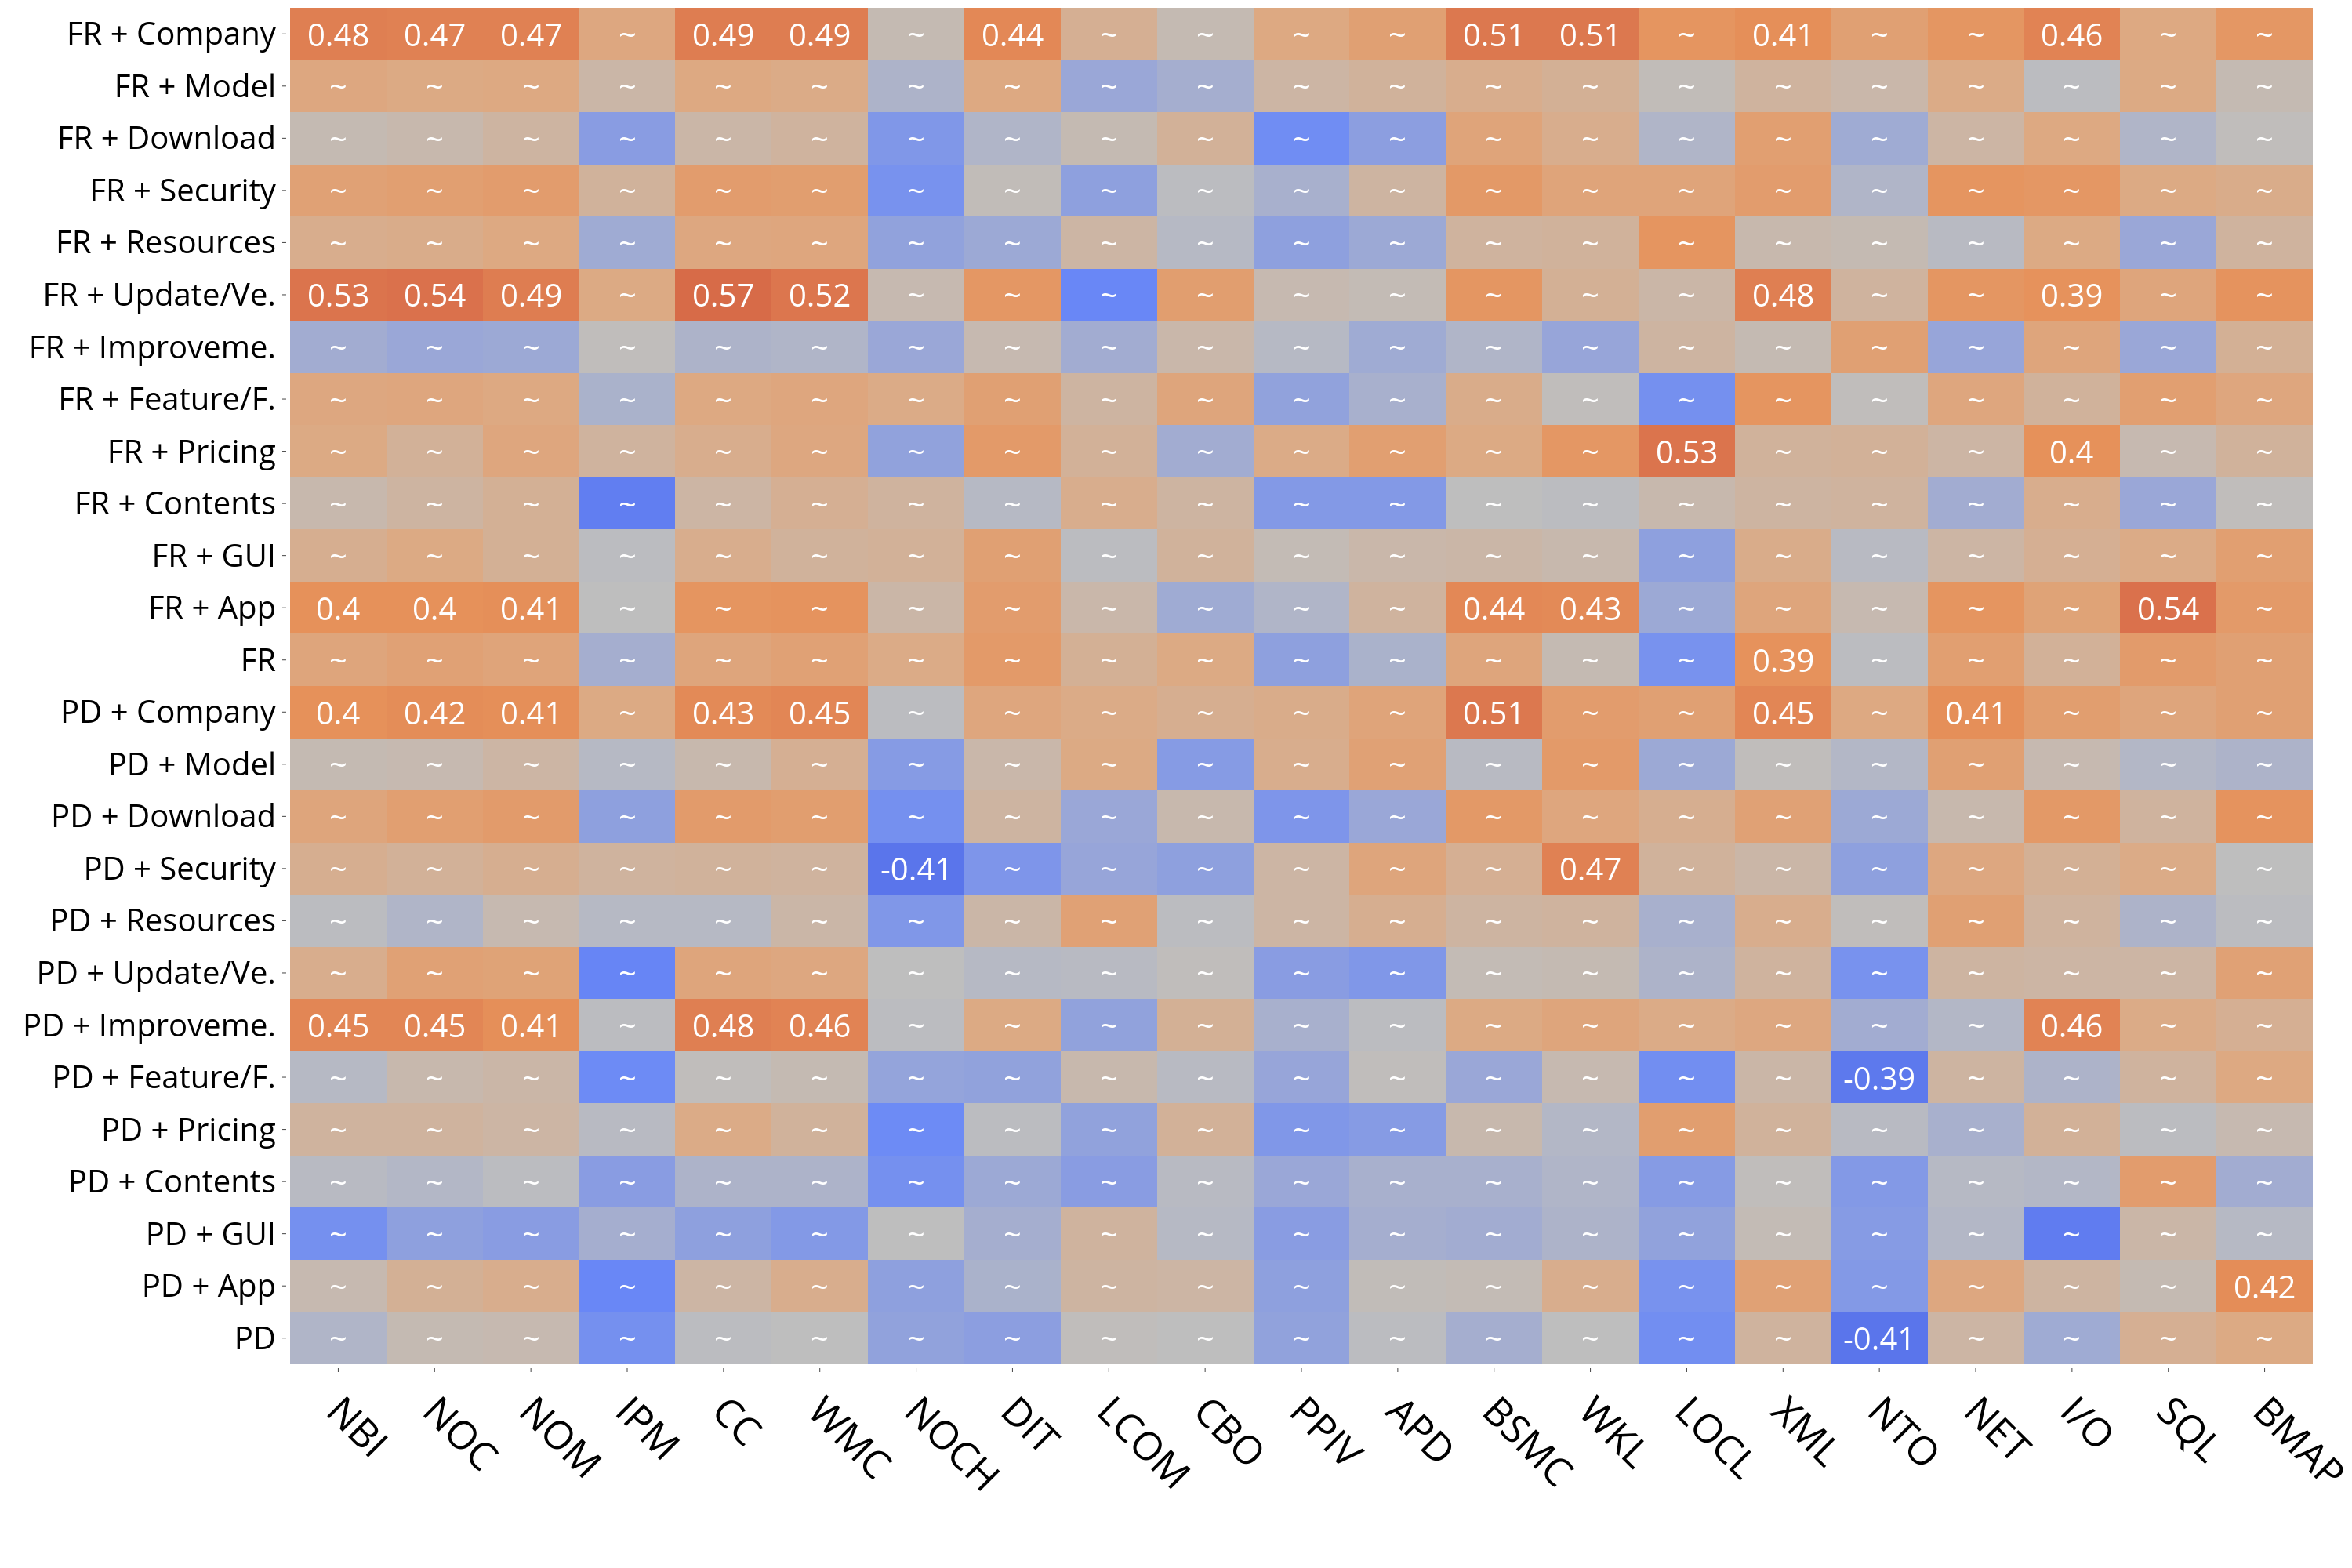 FR + Company 0.48 0.47 0.47 ~ 0.49 0.49 ~ 0.44 ~ ~ ~ ~ 0.51 0.51 ~ 0.41 ~ ~ 0.46 ~ ~
FR + Model ~ ~ ~ ~ ~ ~ ~ ~ ~ ~ ~ ~ ~ ~ ~ ~ ~ ~ ~ ~ ~
FR + Download ~ ~ ~ ~ ~ ~ ~ ~ ~ ~ ~ ~ ~ ~ ~ ~ ~ ~ ~ ~ ~
FR + Security ~ ~ ~ ~ ~ ~ ~ ~ ~ ~ ~ ~ ~ ~ ~ ~ ~ ~ ~ ~ ~
FR + Resources ~ ~ ~ ~ ~ ~ ~ ~ ~ ~ ~ ~ ~ ~ ~ ~ ~ ~ ~ ~ ~
FR + Update/Ve. 0.53 0.54 0.49 ~ 0.57 0.52 ~ ~ ~ ~ ~ ~ ~ ~ ~ 0.48 ~ ~ 0.39 ~ ~
FR + Improveme. ~ ~ ~ ~ ~ ~ ~ ~ ~ ~ ~ ~ ~ ~ ~ ~ ~ ~ ~ ~ ~
FR + Feature/F. ~ ~ ~ ~ ~ ~ ~ ~ ~ ~ ~ ~ ~ ~ ~ ~ ~ ~ ~ ~ ~
FR + Pricing ~ ~ ~ ~ ~ ~ ~ ~ ~ ~ ~ ~ ~ ~ 0.53 ~ ~ ~ 0.4 ~ ~
FR + Contents ~ ~ ~ ~ ~ ~ ~ ~ ~ ~ ~ ~ ~ ~ ~ ~ ~ ~ ~ ~ ~
FR + GUI ~ ~ ~ ~ ~ ~ ~ ~ ~ ~ ~ ~ ~ ~ ~ ~ ~ ~ ~ ~ ~
FR + App 0.4 0.4 0.41 ~ ~ ~ ~ ~ ~ ~ ~ ~ 0.44 0.43 ~ ~ ~ ~ ~ 0.54 ~
FR ~ ~ ~ ~ ~ ~ ~ ~ ~ ~ ~ ~ ~ ~ ~ 0.39 ~ ~ ~ ~ ~
PD + Company 0.4 0.42 0.41 ~ 0.43 0.45 ~ ~ ~ ~ ~ ~ 0.51 ~ ~ 0.45 ~ 0.41 ~ ~ ~
PD + Model ~ ~ ~ ~ ~ ~ ~ ~ ~ ~ ~ ~ ~ ~ ~ ~ ~ ~ ~ ~ ~
PD + Download ~ ~ ~ ~ ~ ~ ~ ~ ~ ~ ~ ~ ~ ~ ~ ~ ~ ~ ~ ~ ~
PD + Security ~ ~ ~ ~ ~ ~ -0.41 ~ ~ ~ ~ ~ ~ 0.47 ~ ~ ~ ~ ~ ~ ~
PD + Resources ~ ~ ~ ~ ~ ~ ~ ~ ~ ~ ~ ~ ~ ~ ~ ~ ~ ~ ~ ~ ~
PD + Update/Ve. ~ ~ ~ ~ ~ ~ ~ ~ ~ ~ ~ ~ ~ ~ ~ ~ ~ ~ ~ ~ ~
PD + Improveme. 0.45 0.45 0.41 ~ 0.48 0.46 ~ ~ ~ ~ ~ ~ ~ ~ ~ ~ ~ ~ 0.46 ~ ~
PD + Feature/F. ~ ~ ~ ~ ~ ~ ~ ~ ~ ~ ~ ~ ~ ~ ~ ~ -0.39 ~ ~ ~ ~
PD + Pricing ~ ~ ~ ~ ~ ~ ~ ~ ~ ~ ~ ~ ~ ~ ~ ~ ~ ~ ~ ~ ~
PD + Contents ~ ~ ~ ~ ~ ~ ~ ~ ~ ~ ~ ~ ~ ~ ~ ~ ~ ~ ~ ~ ~
PD + GUI ~ ~ ~ ~ ~ ~ ~ ~ ~ ~ ~ ~ ~ ~ ~ ~ ~ ~ ~ ~ ~
PD + App ~ ~ ~ ~ ~ ~ ~ ~ ~ ~ ~ ~ ~ ~ ~ ~ ~ ~ ~ ~ 0.42
PD ~ ~ ~ ~ ~ ~ ~ ~ ~ ~ ~ ~ ~ ~ ~ ~ -0.41 ~ ~ ~ ~
NBI NOC NOM IPM CC WMC NOCH DIT LCOM CBO PPIV APD BSMC WKL LOCL XML NTO NET I/O SQL BMAP